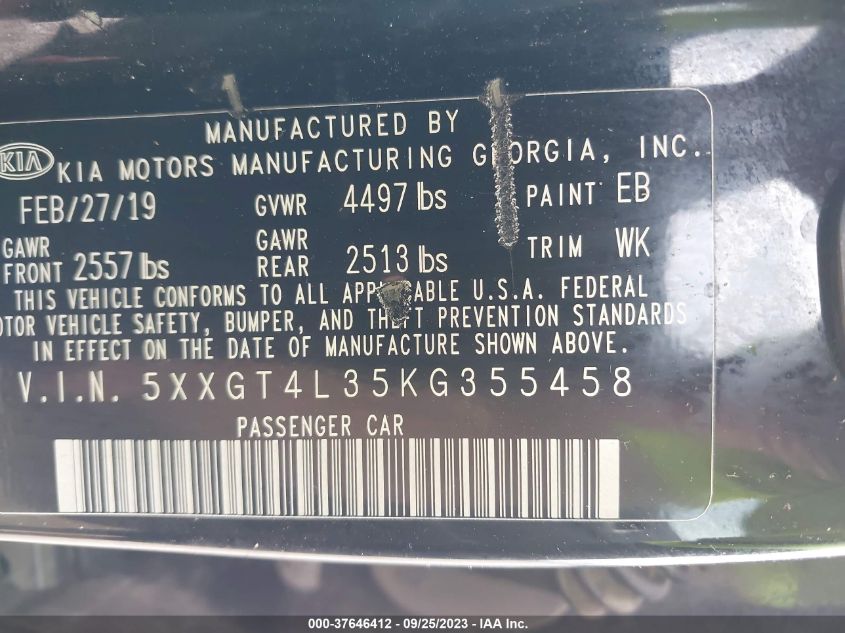 MANUFACTURED BY
KIA KIA MOTORS MANUFACTURING GEORGIA, INC.
FEB/27/19 GVWR 4497 lbs PAINT EB
GAWR FRONT 2557 lbs GAWR REAR 2513 lbs TRIM WK
THIS VEHICLE CONFORMS TO ALL APPLICABLE U.S.A. FEDERAL
MOTOR VEHICLE SAFETY, BUMPER, AND THEFT PREVENTION STANDARDS
IN EFFECT ON THE DATE OF MANUFACTURE SHOWN ABOVE.
V.I.N. 5XXGT4L35KG355458
PASSENGER CAR
000-37646412 - 09/25/2023 - IAA Inc.